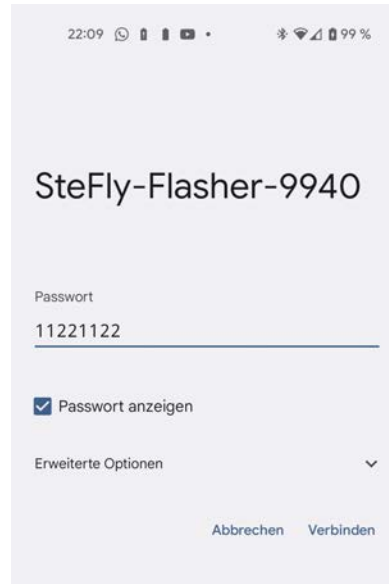 22:09 99 %
SteFly-Flasher-9940
Passwort
11221122
Passwort anzeigen
Erweiterte Optionen
Abbrechen Verbinden